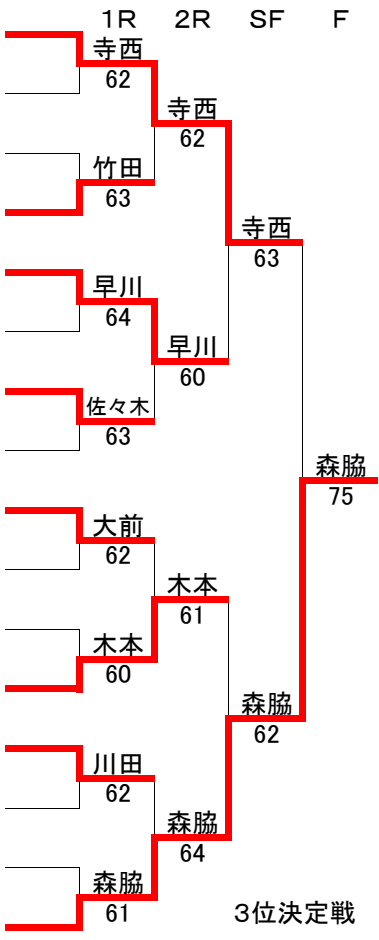 1R 2R SF F
寺西
62
寺西
62
竹田
63
寺西
63
早川
64
早川
60
佐々木
63
森脇
75
大前
62
木本
61
木本
60
森脇
62
川田
62
森脇
64
森脇
61
3位決定戦